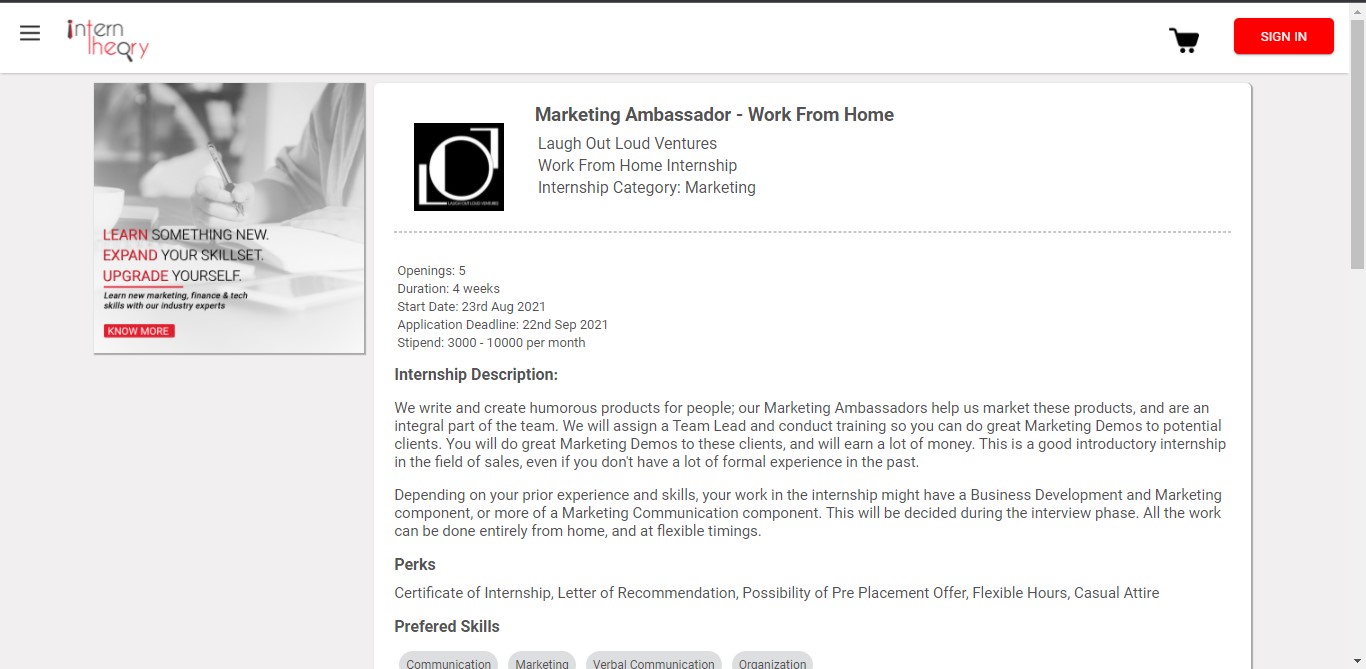 intern
Theory
SIGN IN
LEARN SOMETHING NEW.
EXPAND YOUR SKILLSET.
UPGRADE YOURSELF.
Learn new marketing, finance & tech
skills with our industry experts
KNOW MORE
LAUGH OUT LOUD VENTURES
Marketing Ambassador - Work From Home
Laugh Out Loud Ventures
Work From Home Internship
Internship Category: Marketing
Openings: 5
Duration: 4 weeks
Start Date: 23rd Aug 2021
Application Deadline: 22nd Sep 2021
Stipend: 3000 - 10000 per month
Internship Description:
We write and create humorous products for people; our Marketing Ambassadors help us market these products, and are an
integral part of the team. We will assign a Team Lead and conduct training so you can do great Marketing Demos to potential
clients. You will do great Marketing Demos to these clients, and will earn a lot of money. This is a good introductory internship
in the field of sales, even if you don't have a lot of formal experience in the past.
Depending on your prior experience and skills, your work in the internship might have a Business Development and Marketing
component, or more of a Marketing Communication component. This will be decided during the interview phase. All the work
can be done entirely from home, and at flexible timings.
Perks
Certificate of Internship, Letter of Recommendation, Possibility of Pre Placement Offer, Flexible Hours, Casual Attire
Prefered Skills
Communication Marketing Verbal Communication Organization